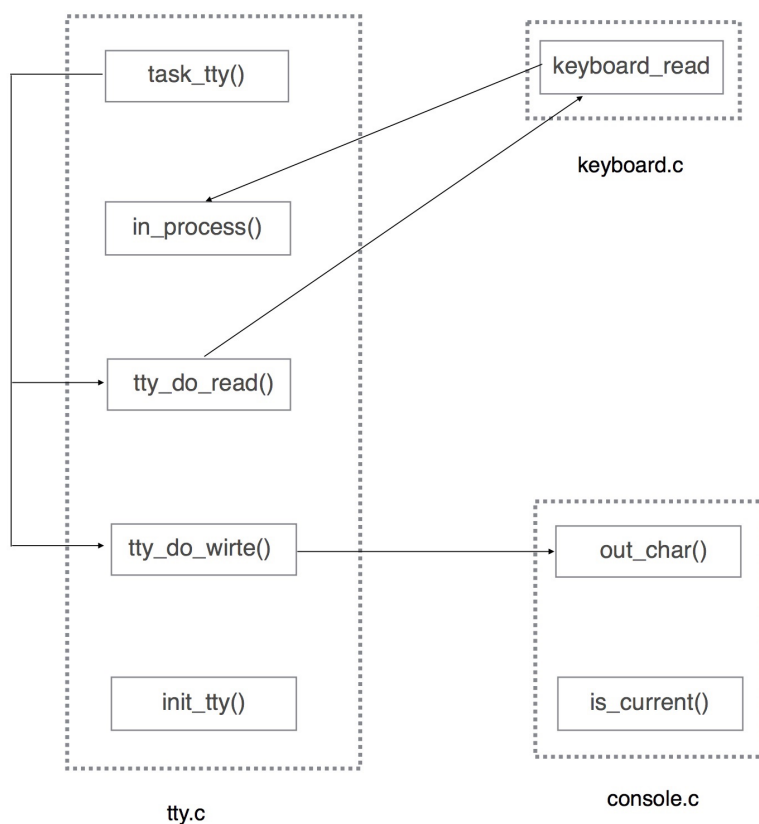 task_tty()
keyboard_read
keyboard.c
in_process()
tty_do_read()
tty_do_wirte()
out_char()
init_tty()
is_current()
console.c
tty.c